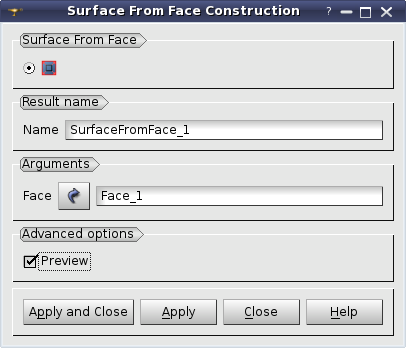 Surface From Face Construction ?
Surface From Face
Result name
Name SurfaceFromFace_1
Arguments
Face Face_1
Advanced options
Preview
Apply and Close Apply Close Help